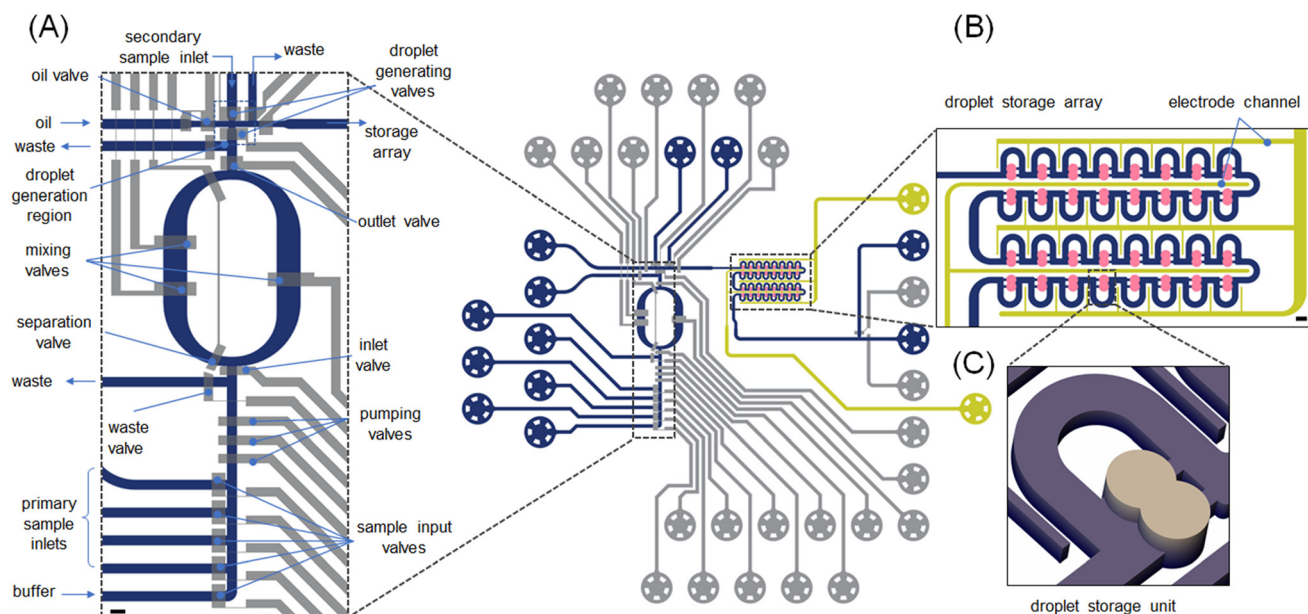 (A)
secondary
sample inlet
waste
droplet
generating
valves
oil valve
oil
waste
storage
array
droplet
generation
region
outlet valve
mixing
valves
separation
valve
inlet
valve
waste
waste
valve
pumping
valves
primary
sample
inlets
sample input
valves
buffer
(B)
droplet storage array
electrode channel
(C)
droplet storage unit